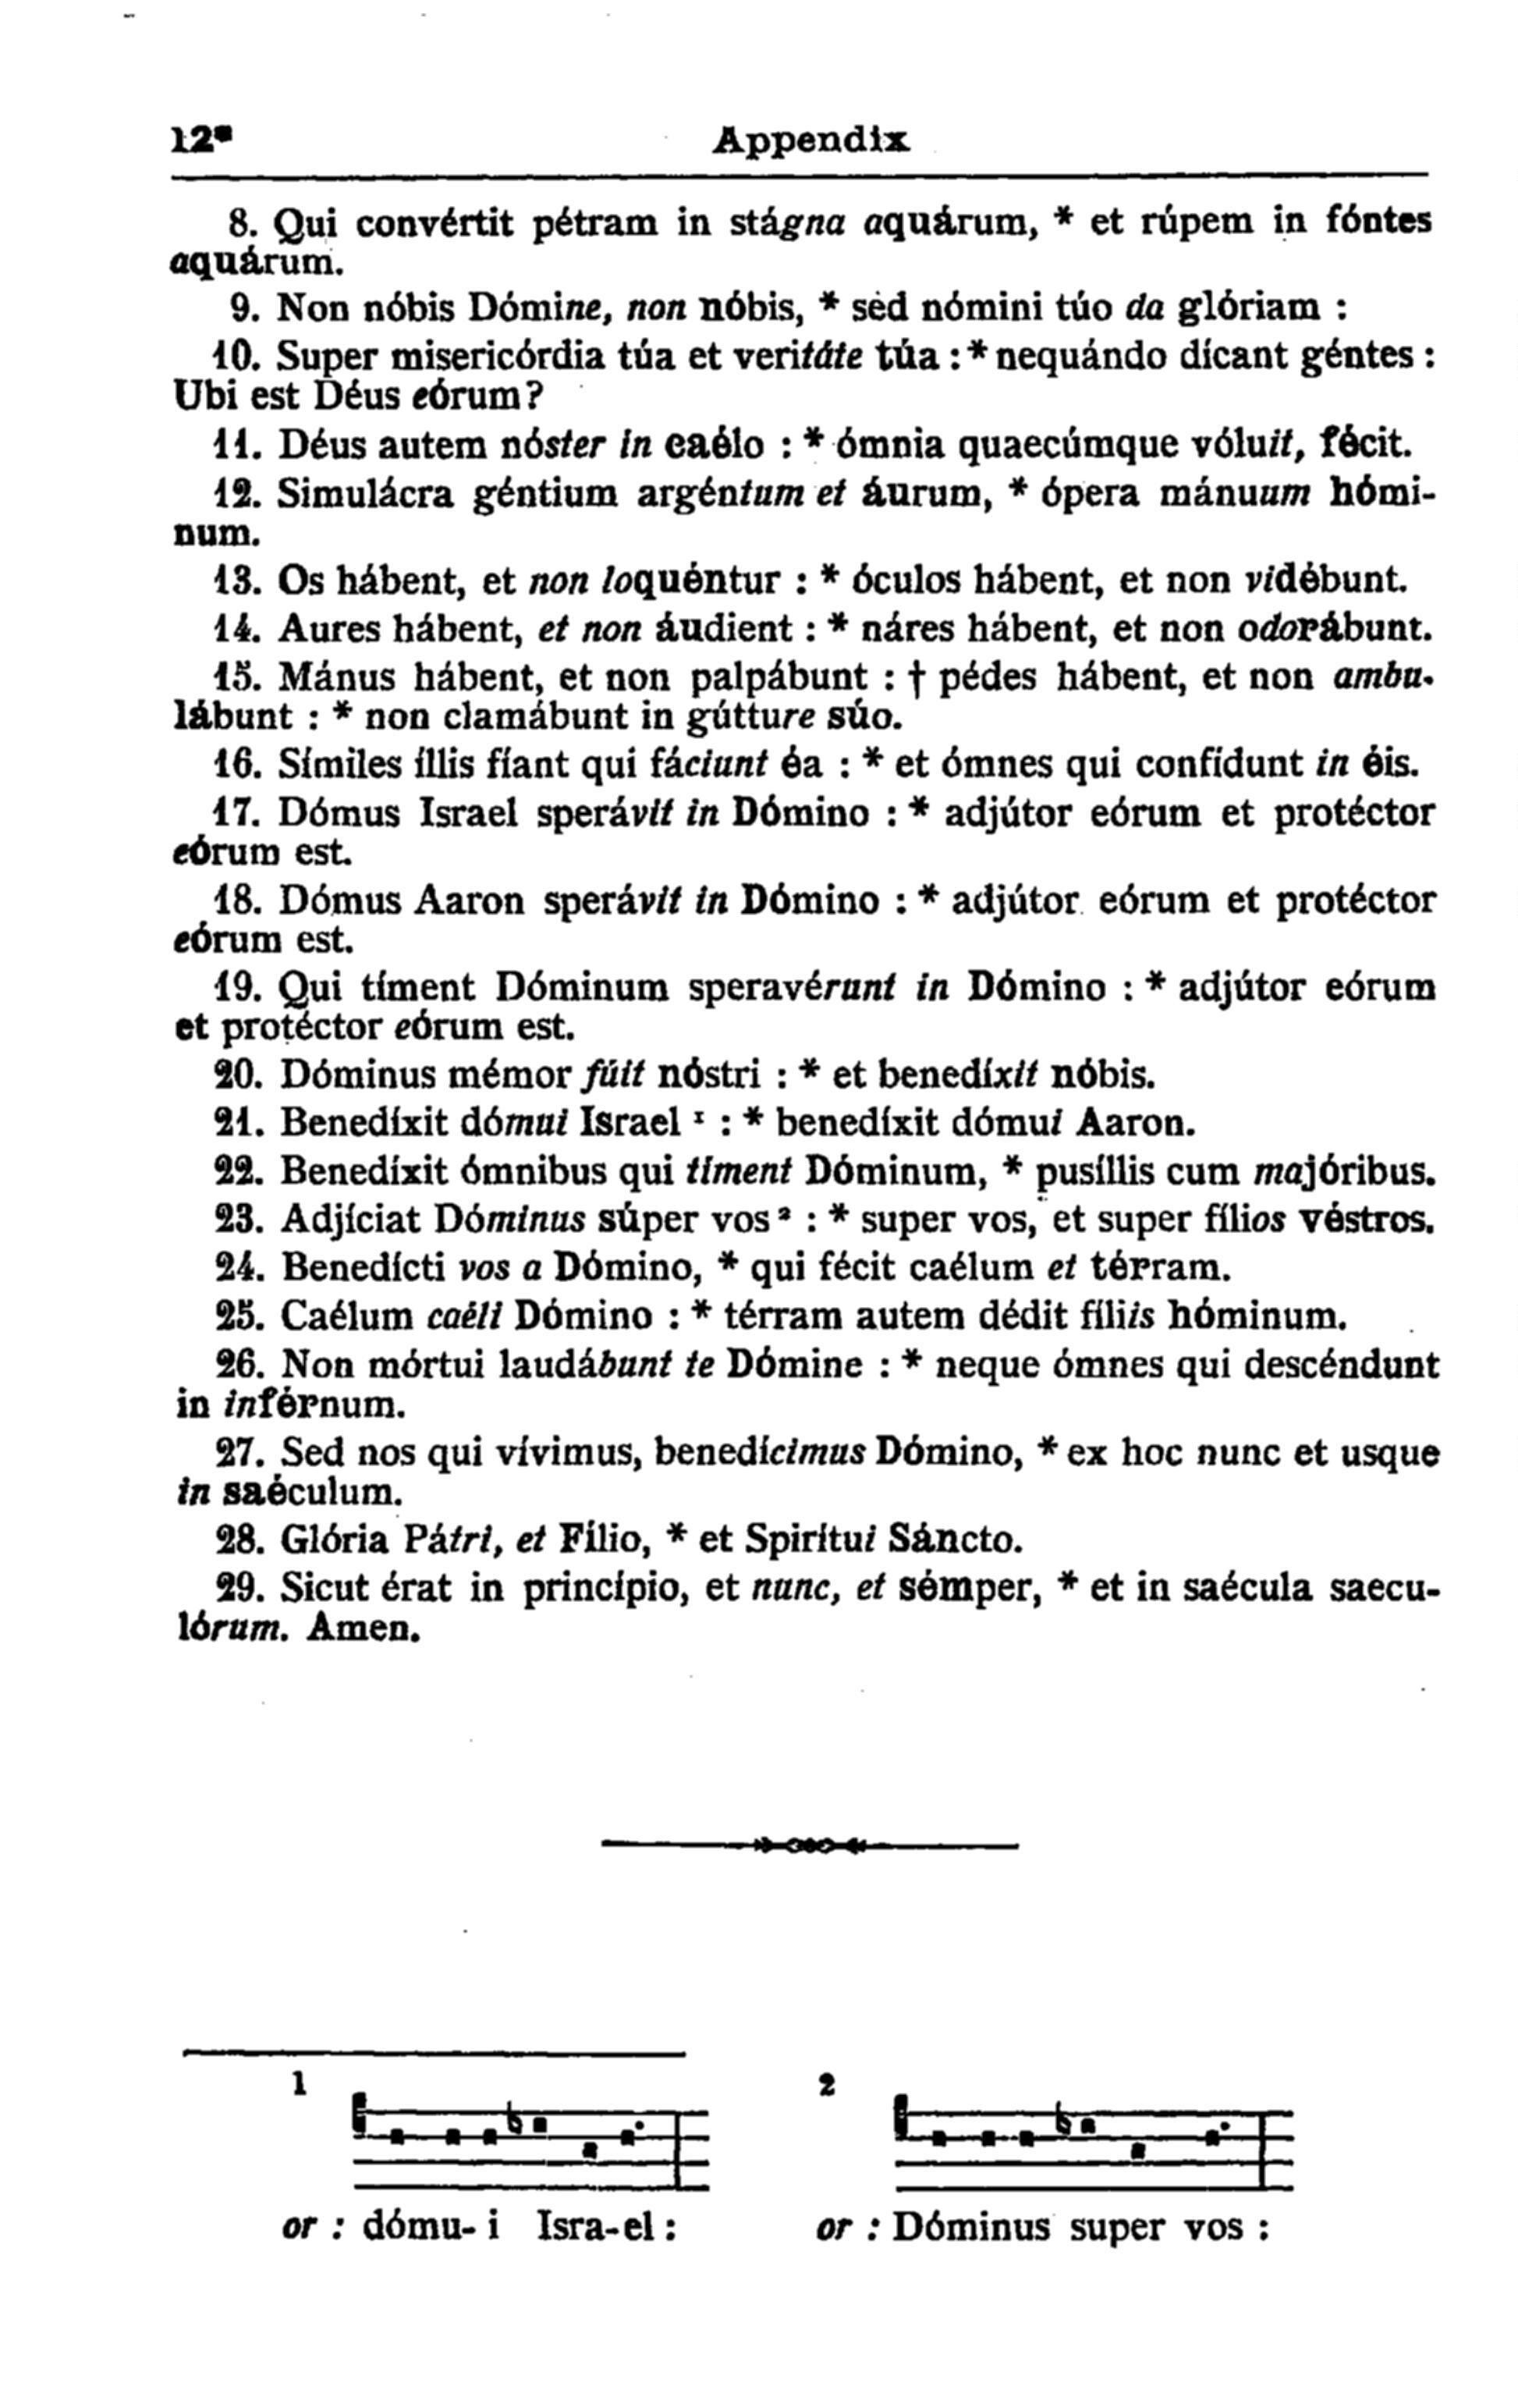 12*
Appendix
8. Qui convértit pétram in stágna aquárum, * et rúpem in fóntes
aquárum.
9. Non nóbis Dómine, non nóbis, * sed nómini túo da glóriam :
10. Super misericórdia túa et veritáte túa : * nequándo dícant géntes :
Ubi est Déus eórum?
11. Déus autem nóster in caélo : * ómnia quaecúmque vóluit, fécit.
12. Simulácra géntium argéntum et áurum, * ópera mánuum hómi-
num.
13. Os hábent, et non loquéntur : * óculos hábent, et non vidébunt.
14. Aures hábent, et non áudient : * náres hábent, et non odorábunt.
15. Mánus hábent, et non palpábunt : † pédes hábent, et non ambu-
lábunt : * non clamábunt in gútture súo.
16. Símiles íllis fíant qui fáciunt éa : * et ómnes qui confídunt in éis.
17. Dómus Israel sperávit in Dómino : * adjútor eórum et protéctor
eórum est.
18. Dómus Aaron sperávit in Dómino : * adjútor eórum et protéctor
eórum est.
19. Qui tíment Dóminum speravérunt in Dómino : * adjútor eórum
et protéctor eórum est.
20. Dóminus mémor fúit nóstri : * et benedíxit nóbis.
21. Benedíxit dómui Israel ¹ : * benedíxit dómui Aaron.
22. Benedíxit ómnibus qui tíment Dóminum, * pusíllis cum majóribus.
23. Adjíciat Dóminus súper vos ² : * super vos, et super fílios véstros.
24. Benedícti vos a Dómino, * qui fécit caélum et térram.
25. Caélum caéli Dómino : * térram autem dédit fíliis hóminum.
26. Non mórtui laudábunt te Dómine : * neque ómnes qui descéndunt
in inférnum.
27. Sed nos qui vívimus, benedícimus Dómino, * ex hoc nunc et usque
in saéculum.
28. Glória Pátri, et Fílio, * et Spirítui Sáncto.
29. Sicut érat in princípio, et nunc, et sémper, * et in saécula saecu-
lórum. Amen.
1
or : dómu- i Isra-el :
2
or : Dóminus super vos :